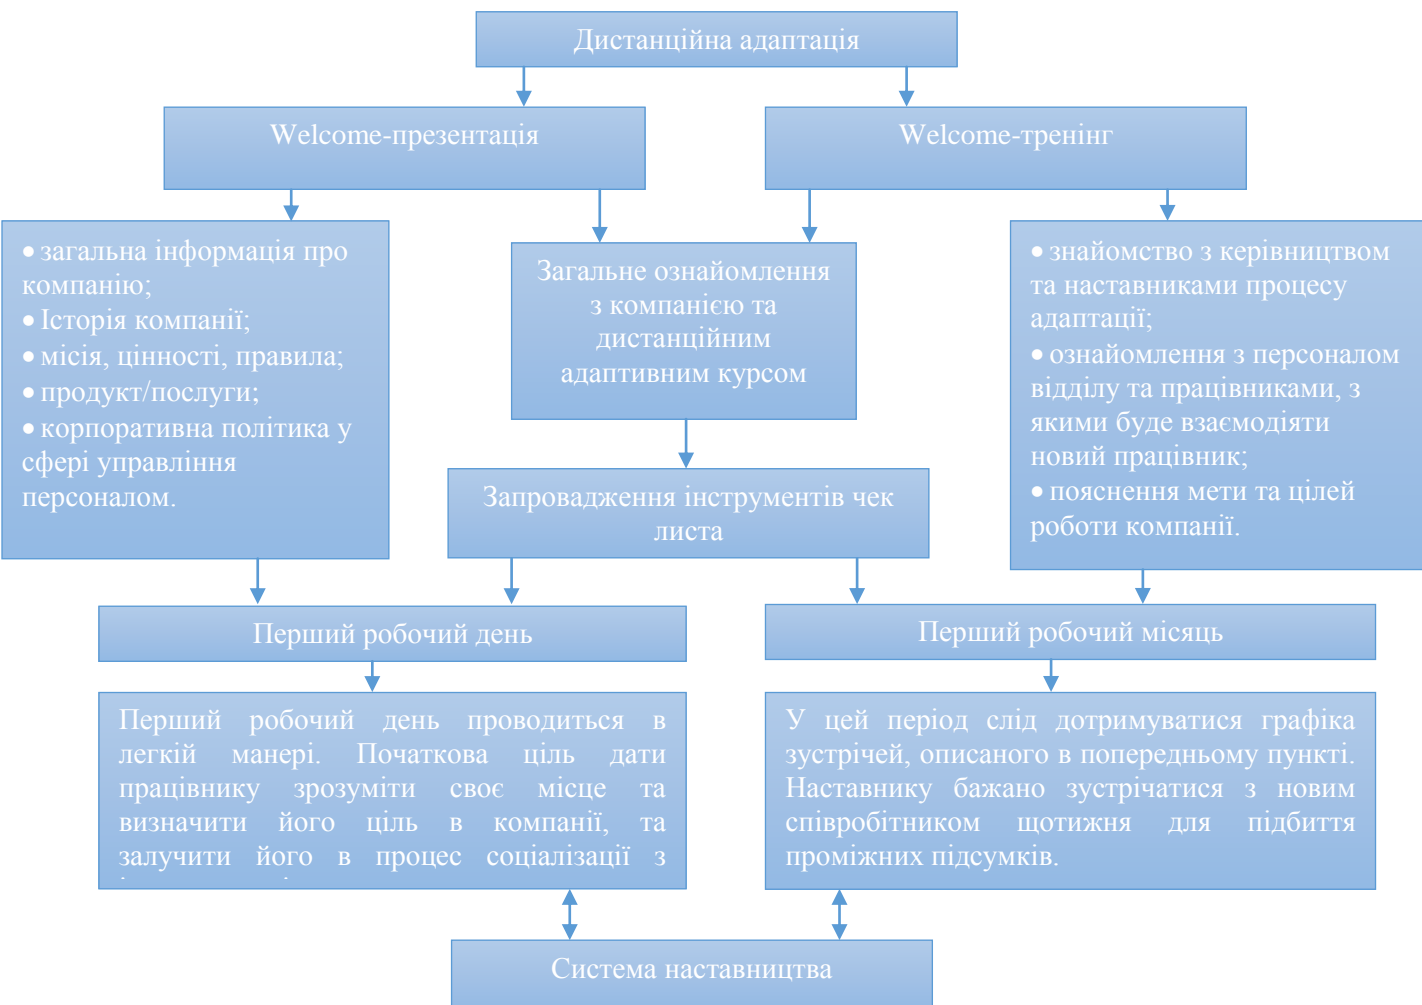 Дистанційна адаптація
Welcome-презентація
Welcome-тренінг
• загальна інформація про
компанію;
• Історія компанії;
• місія, цінності, правила;
• продукт/послуги;
• корпоративна політика у
сфері управління
персоналом.
Загальне ознайомлення
з компанією та
дистанційним
адаптивним курсом
• знайомство з керівництвом
та наставниками процесу
адаптації;
• ознайомлення з персоналом
відділу та працівниками, з
якими буде взаємодіяти
новий працівник;
• пояснення мети та цілей
роботи компанії.
Запровадження інструментів чек
листа
Перший робочий день
Перший робочий місяць
Перший робочий день проводиться в
легкій манері. Початкова ціль дати
працівнику зрозуміти своє місце та
визначити його ціль в компанії, та
залучити його в процес соціалізації з
У цей період слід дотримуватися графіка
зустрічей, описаного в попередньому пункті.
Наставнику бажано зустрічатися з новим
співробітником щотижня для підбиття
проміжних підсумків.
Система наставництва